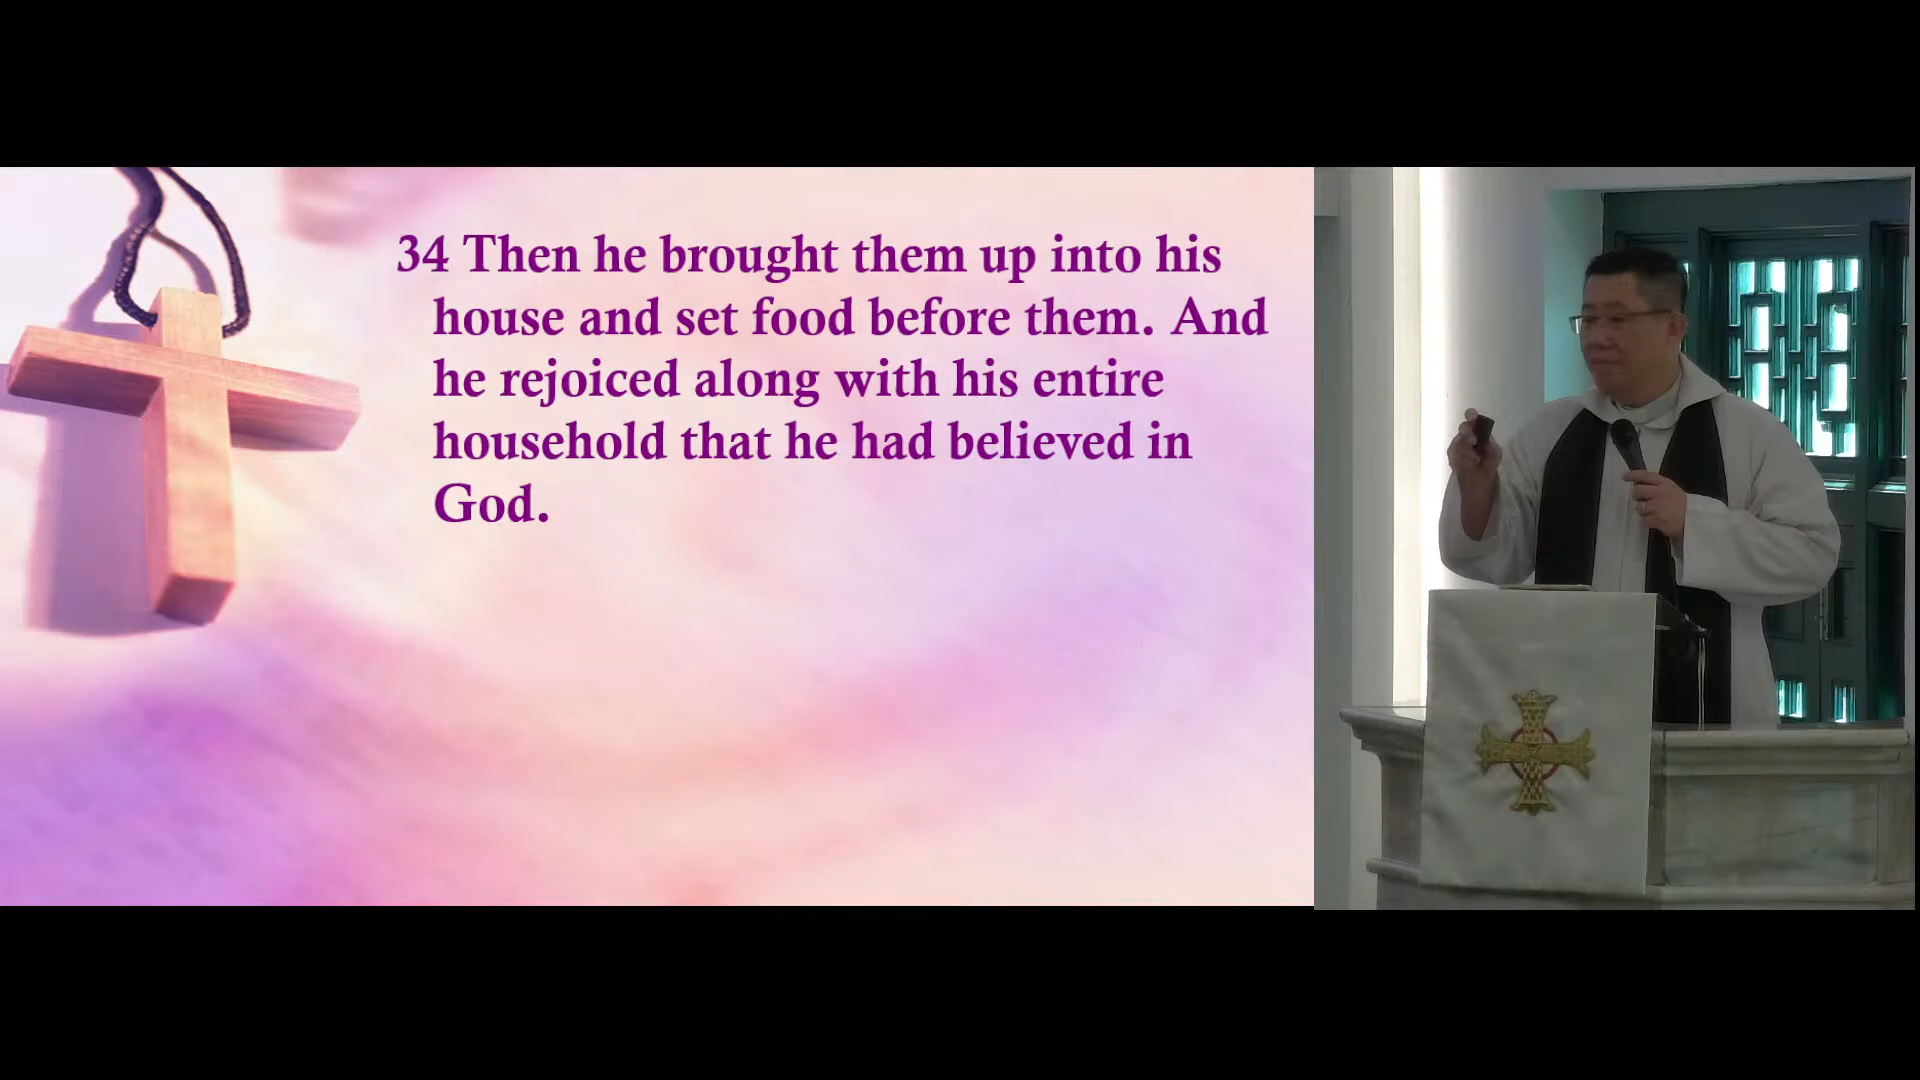 34 Then he brought them up into his
house and set food before them. And
he rejoiced along with his entire
household that he had believed in
God.